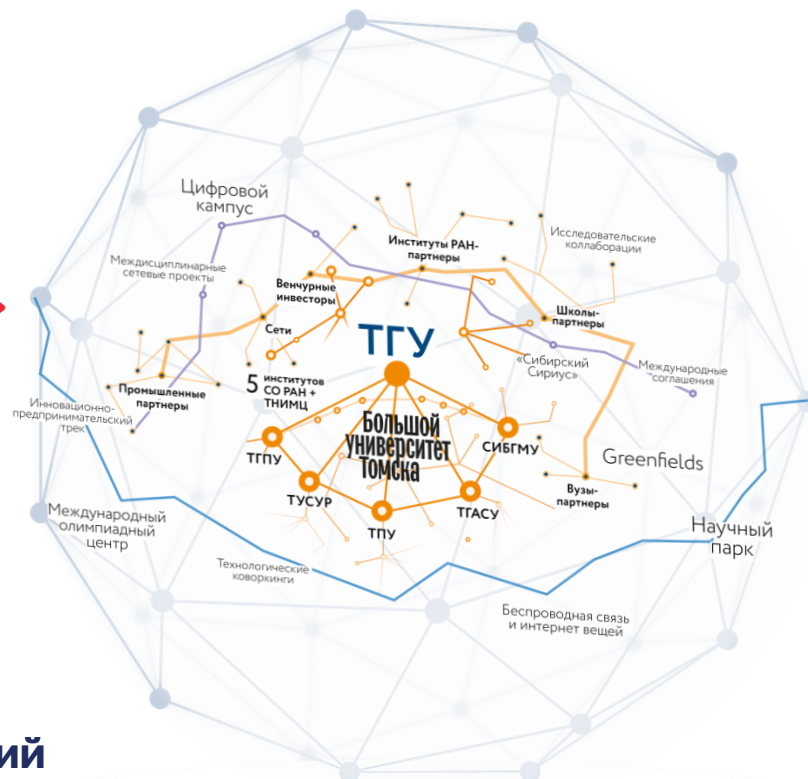 Цифровой
кампус
Институты РАН-
партнеры
Исследовательские
коллаборации
Междисциплинарные
сетевые проекты
Венчурные
инвесторы
Школы-
партнеры
Сети
ТГУ
«Сибирский
Сириус»
Международные
соглашения
5 институтов
СО РАН +
ТНИМЦ
Промышленные
партнеры
Инновационно-
предпринимательский
трек
Большой
университет
Томска
ТГПУ
СИБГМУ
Greenfields
ТУСУР
ТПУ
ТГАСУ
Вузы-
партнеры
Международный
олимпиадный
центр
Научный
парк
Технологические
коворкинги
Беспроводная связь
и интернет вещей
ий